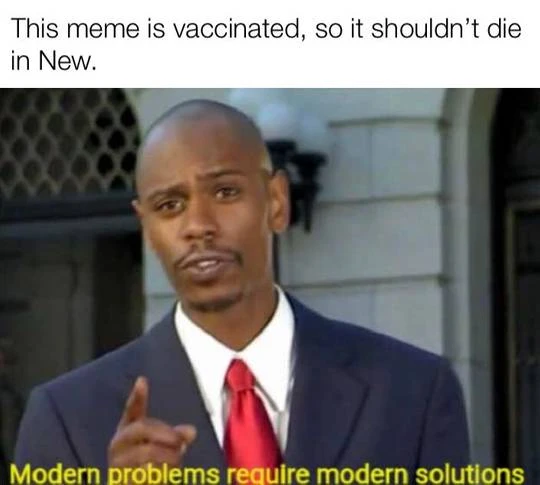 This meme is vaccinated, so it shouldn’t die
in New.
Modern problems require modern solutions